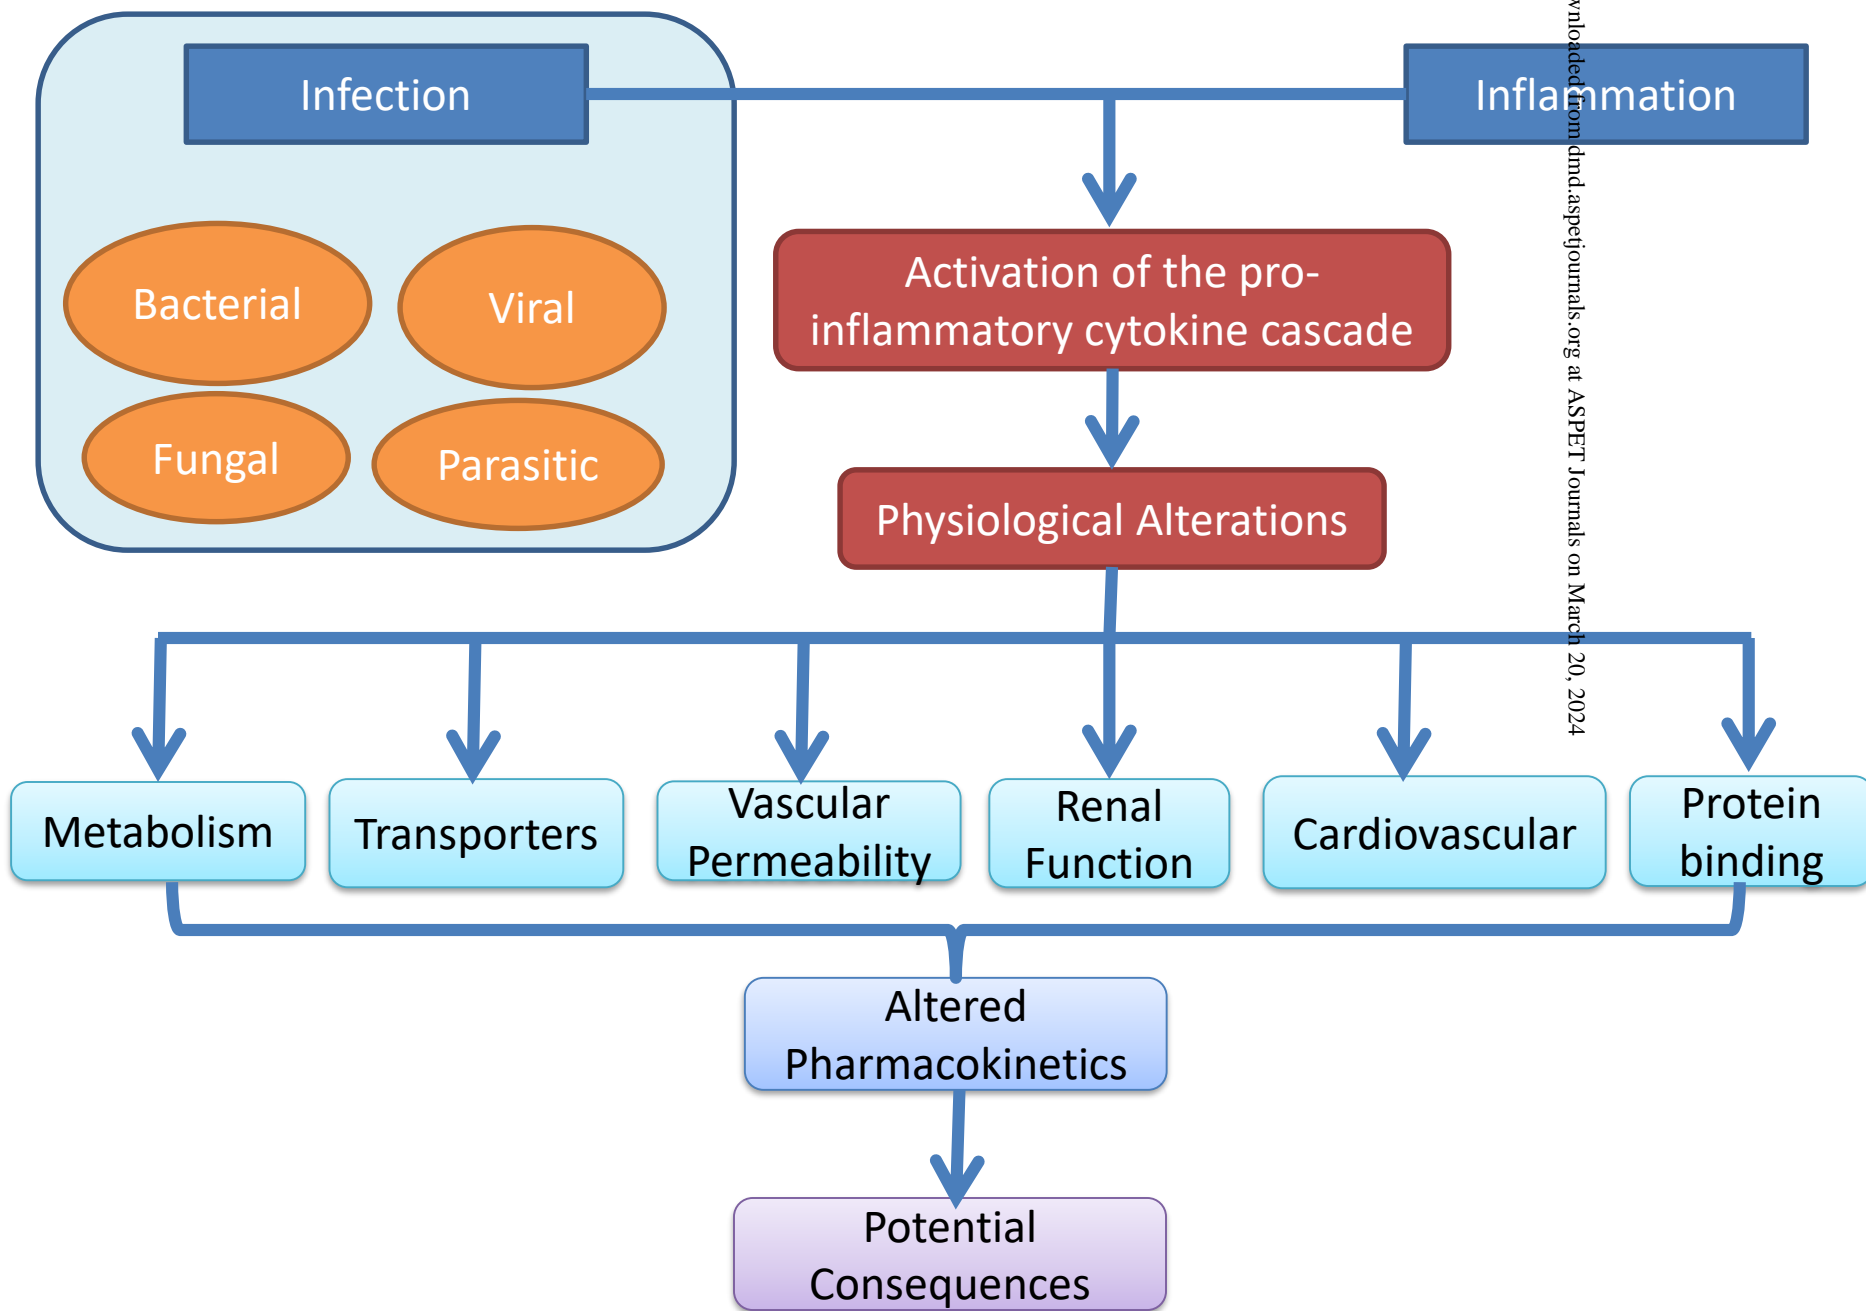 Infection
Inflammation
Bacterial
Viral
Fungal
Parasitic
Activation of the pro-
inflammatory cytokine cascade
Physiological Alterations
Metabolism
Transporters
Vascular
Permeability
Renal
Function
Cardiovascular
Protein
binding
Altered
Pharmacokinetics
Potential
Consequences
wnloaded from dmd.aspetjournals.org at ASPET Journals on March 20, 2024